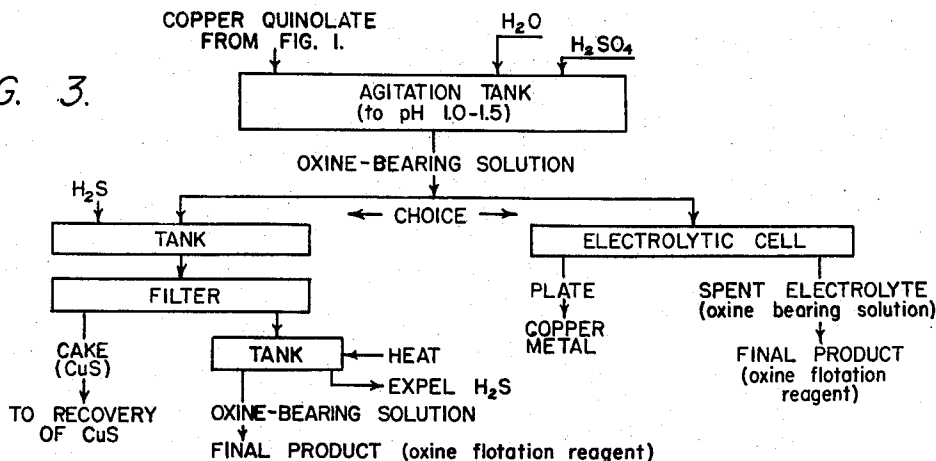 COPPER QUINOLATE
FROM FIG. 1.
H2O
H2SO4
G. 3.
AGITATION TANK
(to pH 1.0-1.5)
OXINE-BEARING SOLUTION
H2S
CHOICE
TANK
ELECTROLYTIC CELL
FILTER
PLATE
COPPER
METAL
SPENT ELECTROLYTE
(oxine bearing solution)
FINAL PRODUCT
(oxine flotation
reagent)
CAKE
(CuS)
TO RECOVERY
OF CuS
TANK
HEAT
EXPEL H2S
OXINE-BEARING SOLUTION
FINAL PRODUCT (oxine flotation reagent)